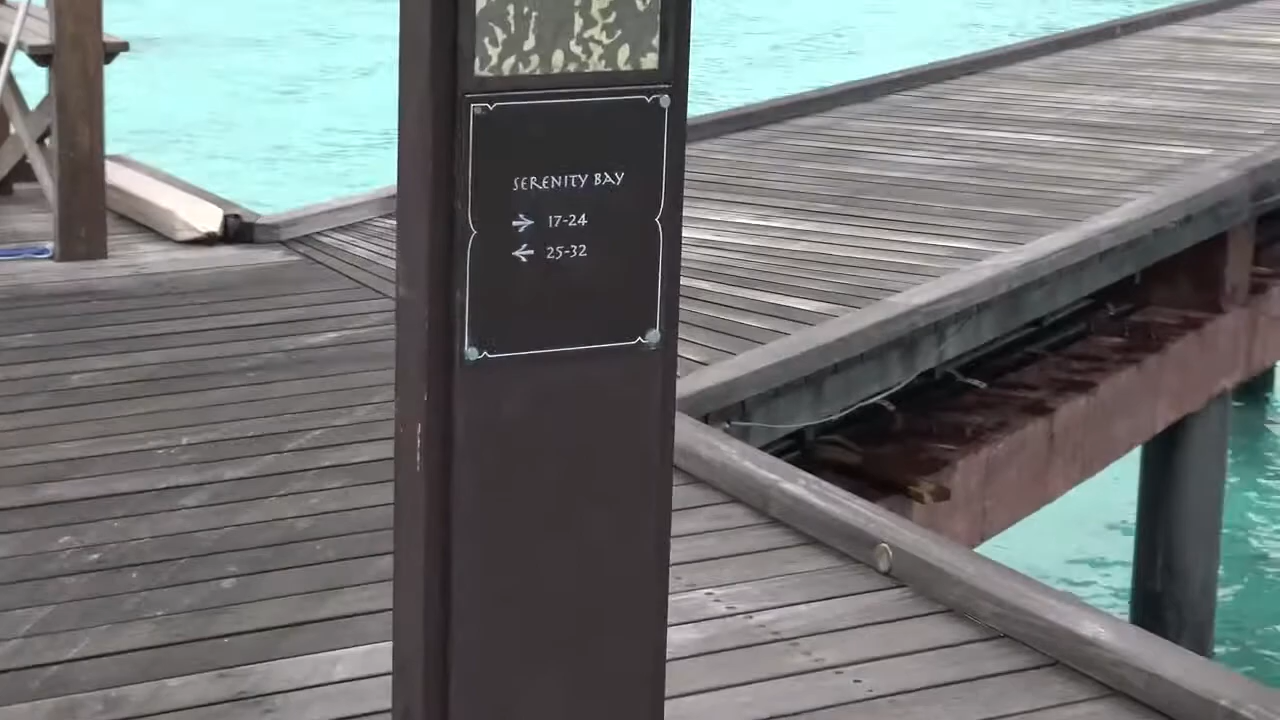 SERENITY BAY
→ 17-24
← 25-32